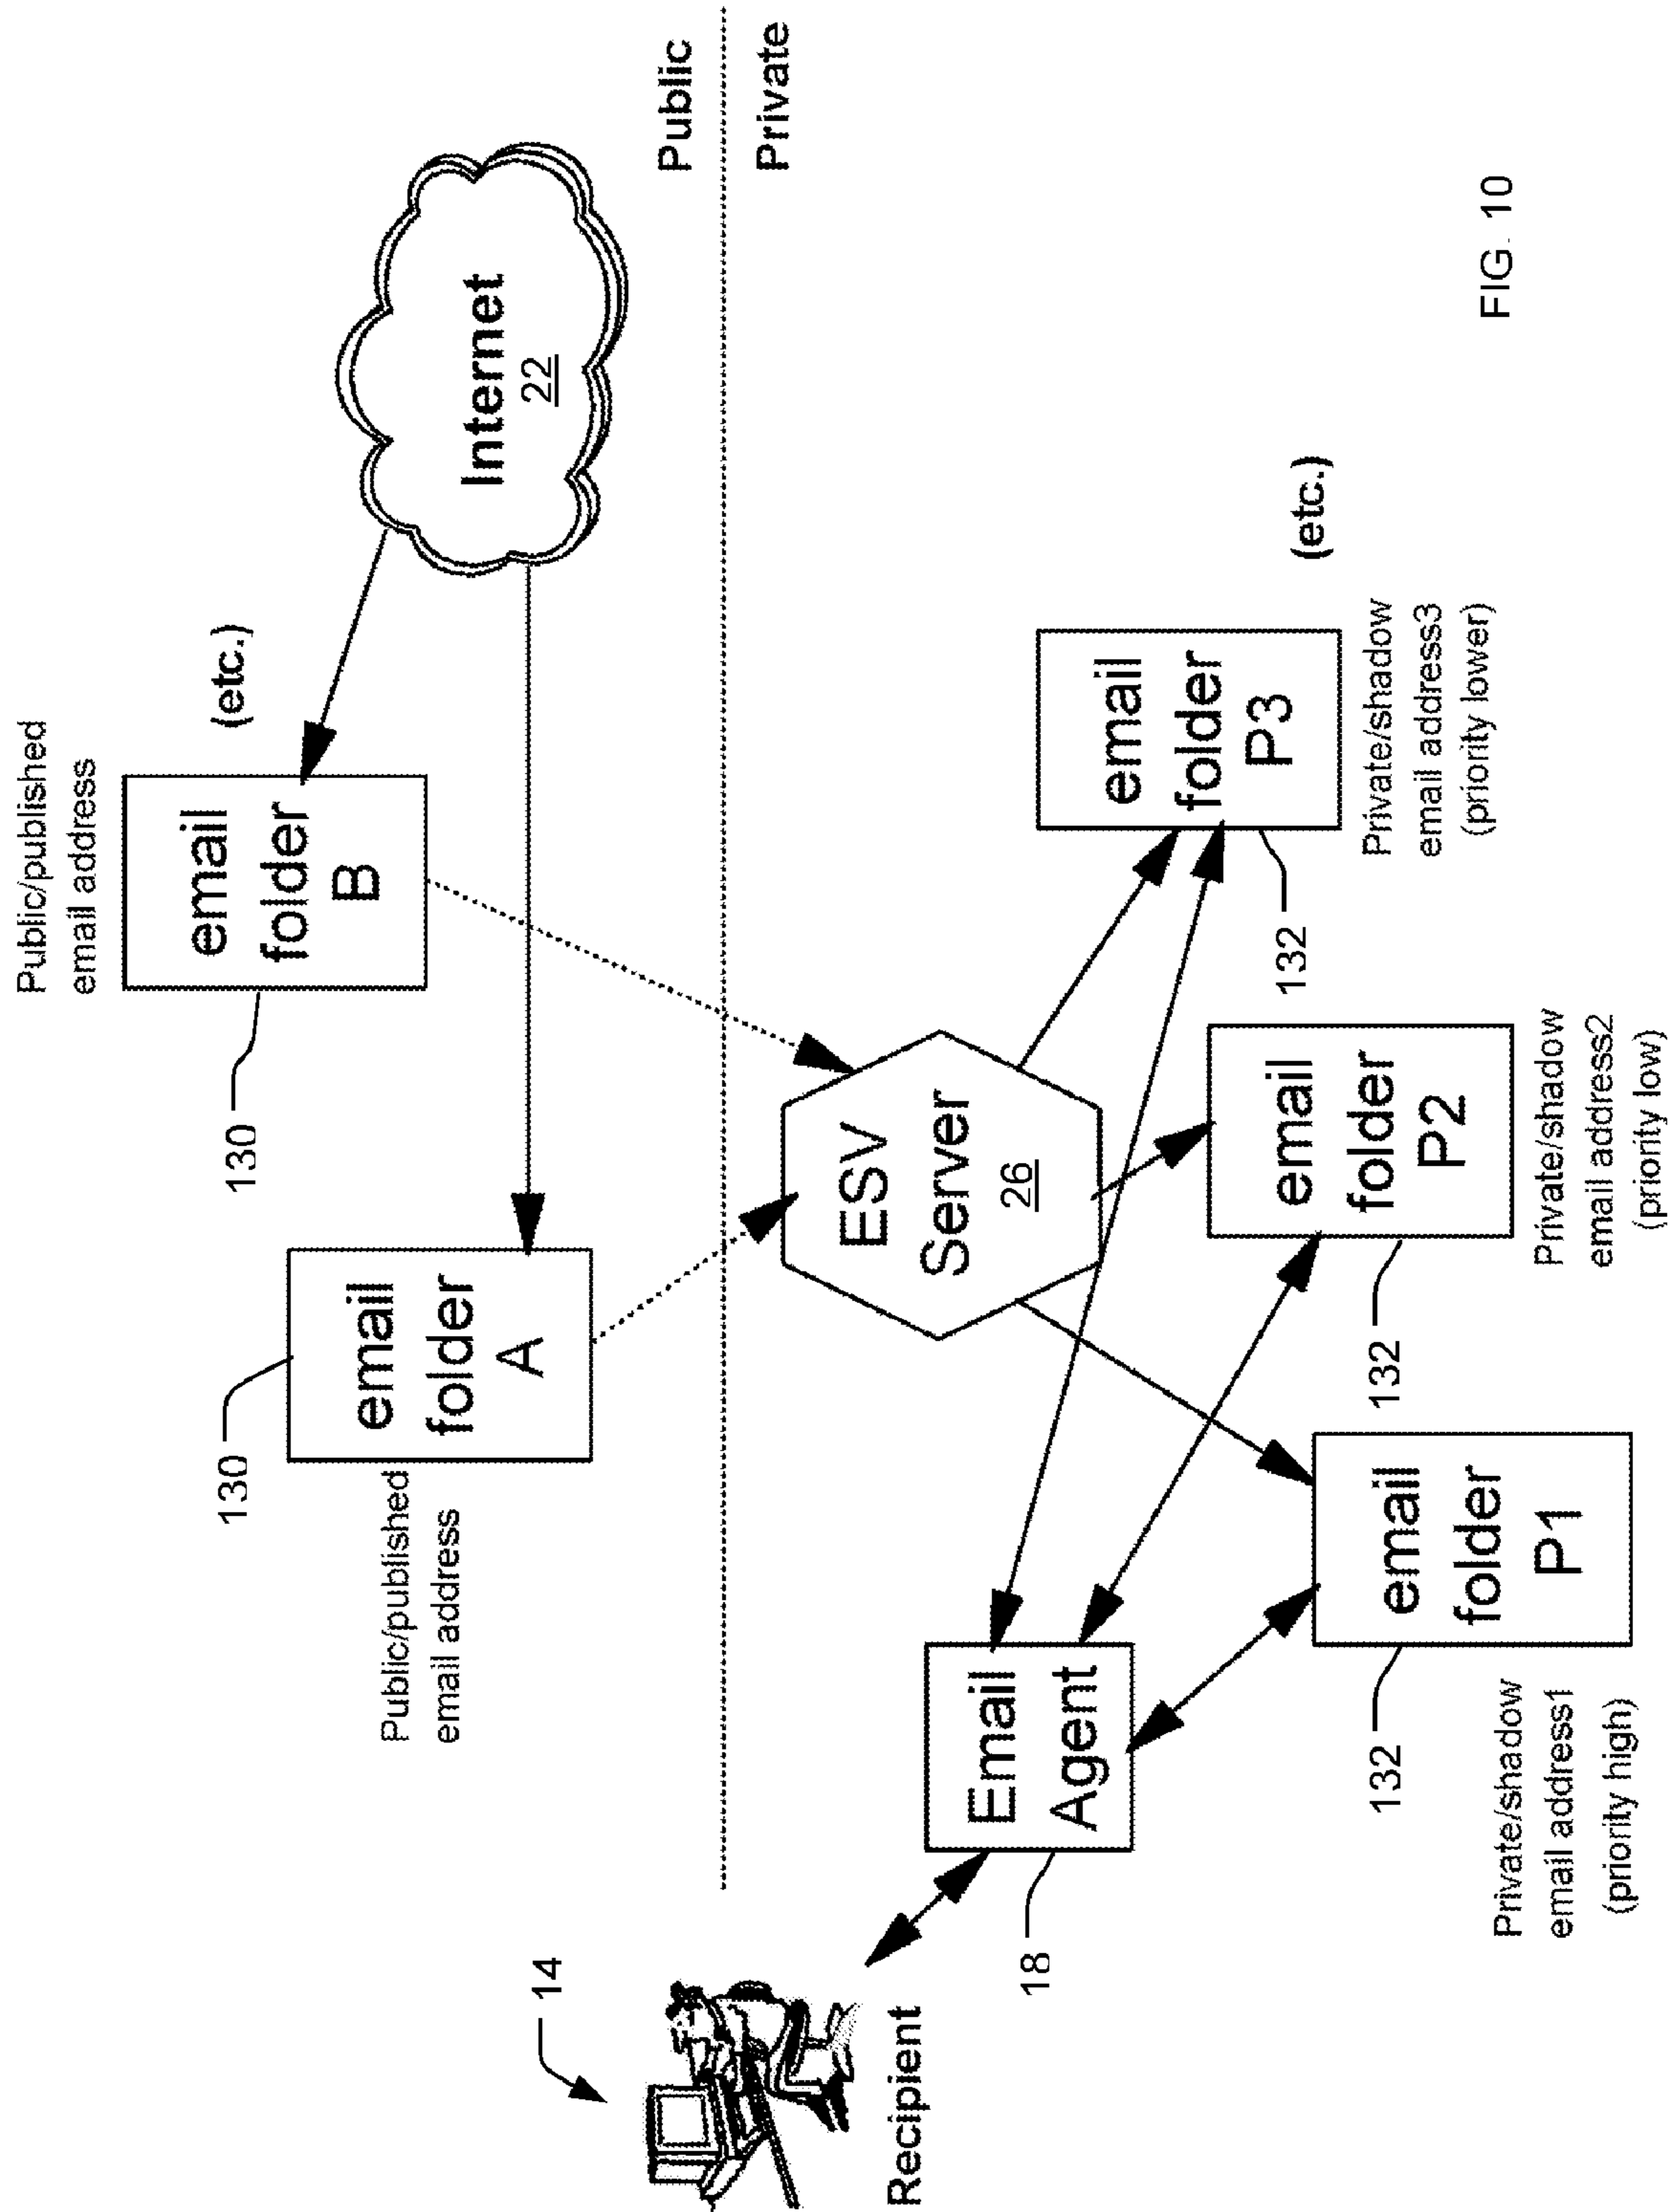 Public/published
email address
email
folder
B
(etc.)
130
Public/published
email address
email
folder
A
130
Internet
22
Public
Private
14
Recipient
ESV
Server
26
Email
Agent
18
email
folder
P3
132
Private/shadow
email address3
(priority lower)
(etc.)
email
folder
P2
132
Private/shadow
email address2
(priority low)
email
folder
P1
132
Private/shadow
email address1
(priority high)
FIG. 10